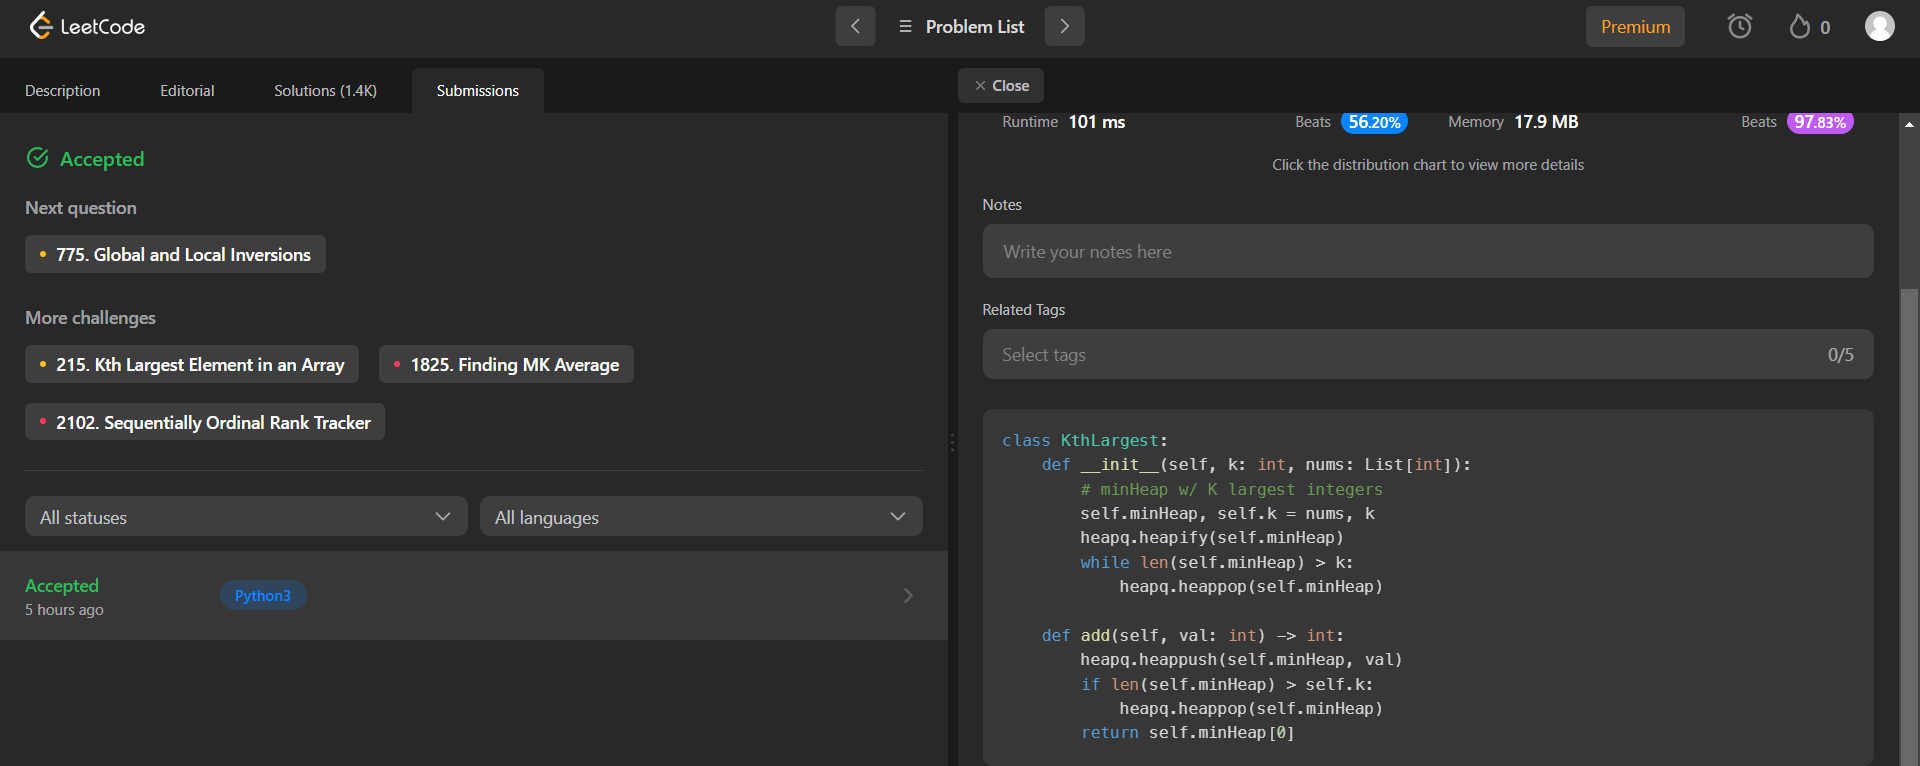 LeetCode
Problem List
Premium
0
Description Editorial Solutions (1.4K) Submissions
Accepted
Next question
775. Global and Local Inversions
More challenges
215. Kth Largest Element in an Array
1825. Finding MK Average
2102. Sequentially Ordinal Rank Tracker
All statuses
All languages
Accepted
5 hours ago
Python3
Close
Runtime 101 ms Beats 56.20% Memory 17.9 MB Beats 97.83%
Click the distribution chart to view more details
Notes
Write your notes here
Related Tags
Select tags 0/5
class KthLargest:
    def __init__(self, k: int, nums: List[int]):
        # minHeap w/ K largest integers
        self.minHeap, self.k = nums, k
        heapq.heapify(self.minHeap)
        while len(self.minHeap) > k:
            heapq.heappop(self.minHeap)
    def add(self, val: int) -> int:
        heapq.heappush(self.minHeap, val)
        if len(self.minHeap) > self.k:
            heapq.heappop(self.minHeap)
        return self.minHeap[0]